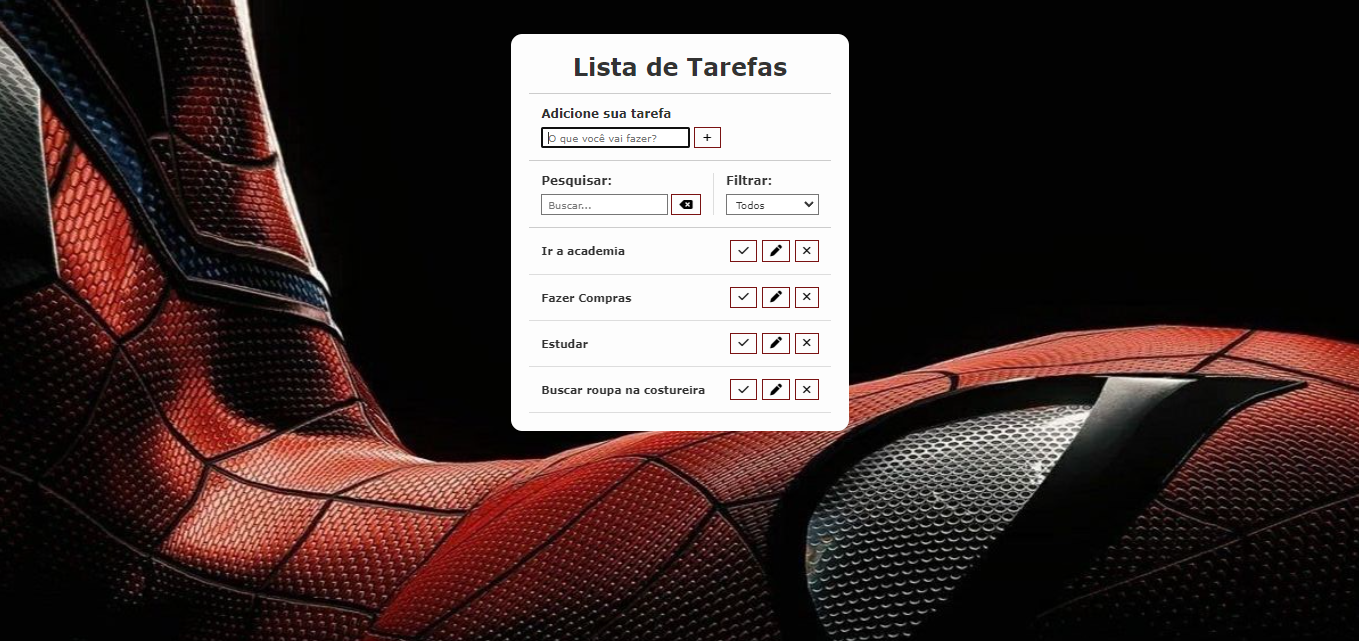 Lista de Tarefas
Adicione sua tarefa
O que você vai fazer?
+
Pesquisar:
Filtrar:
Buscar...
Todos
Ir a academia
Fazer Compras
Estudar
Buscar roupa na costureira